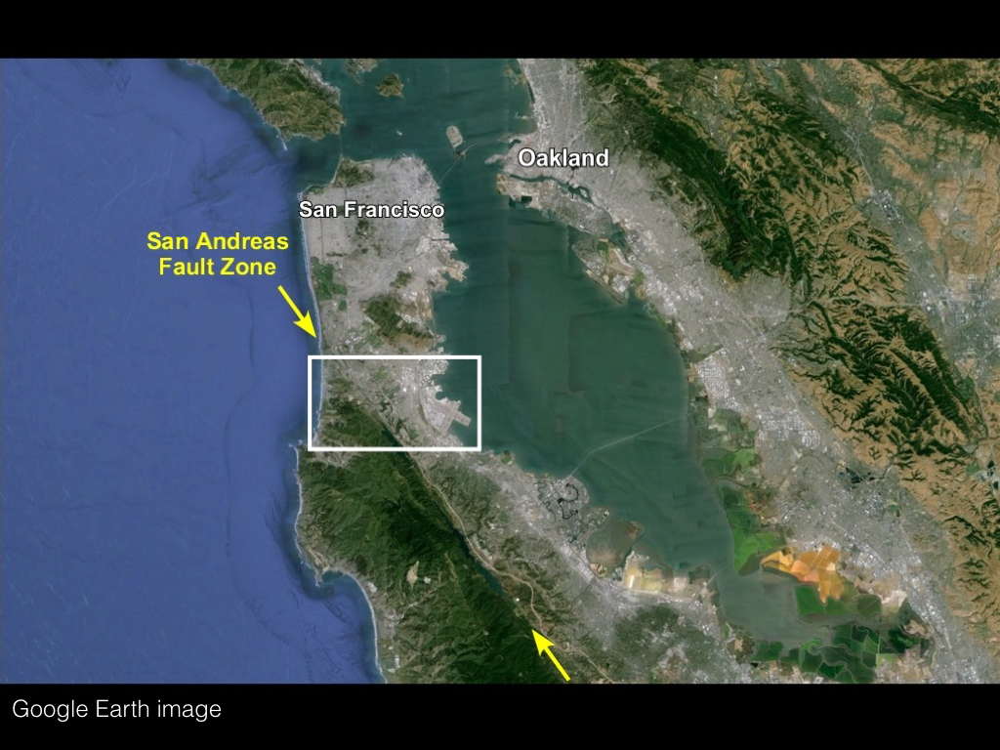 Oakland
San Francisco
San Andreas
Fault Zone
Google Earth image